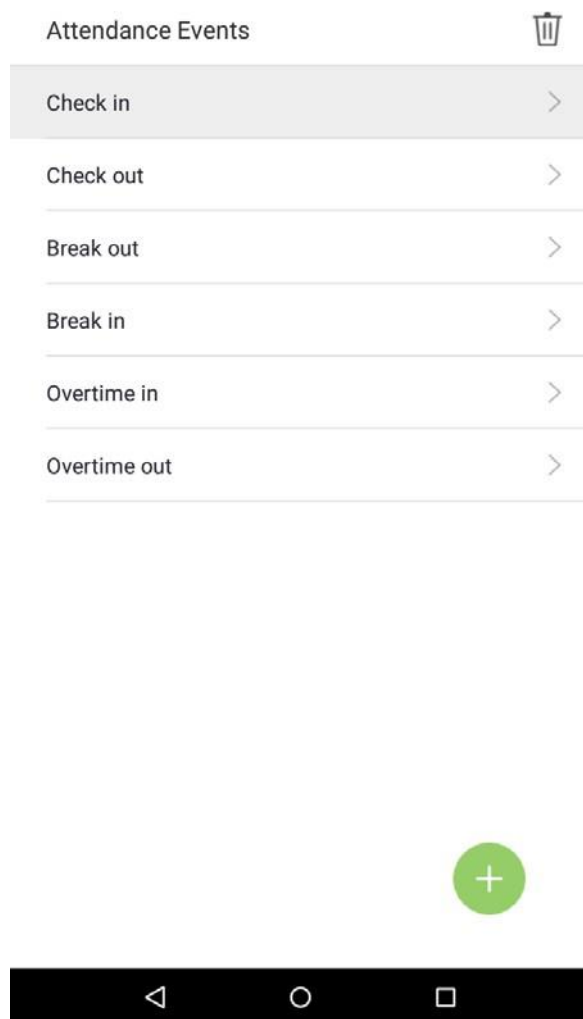 Attendance Events
Check in
Check out
Break out
Break in
Overtime in
Overtime out